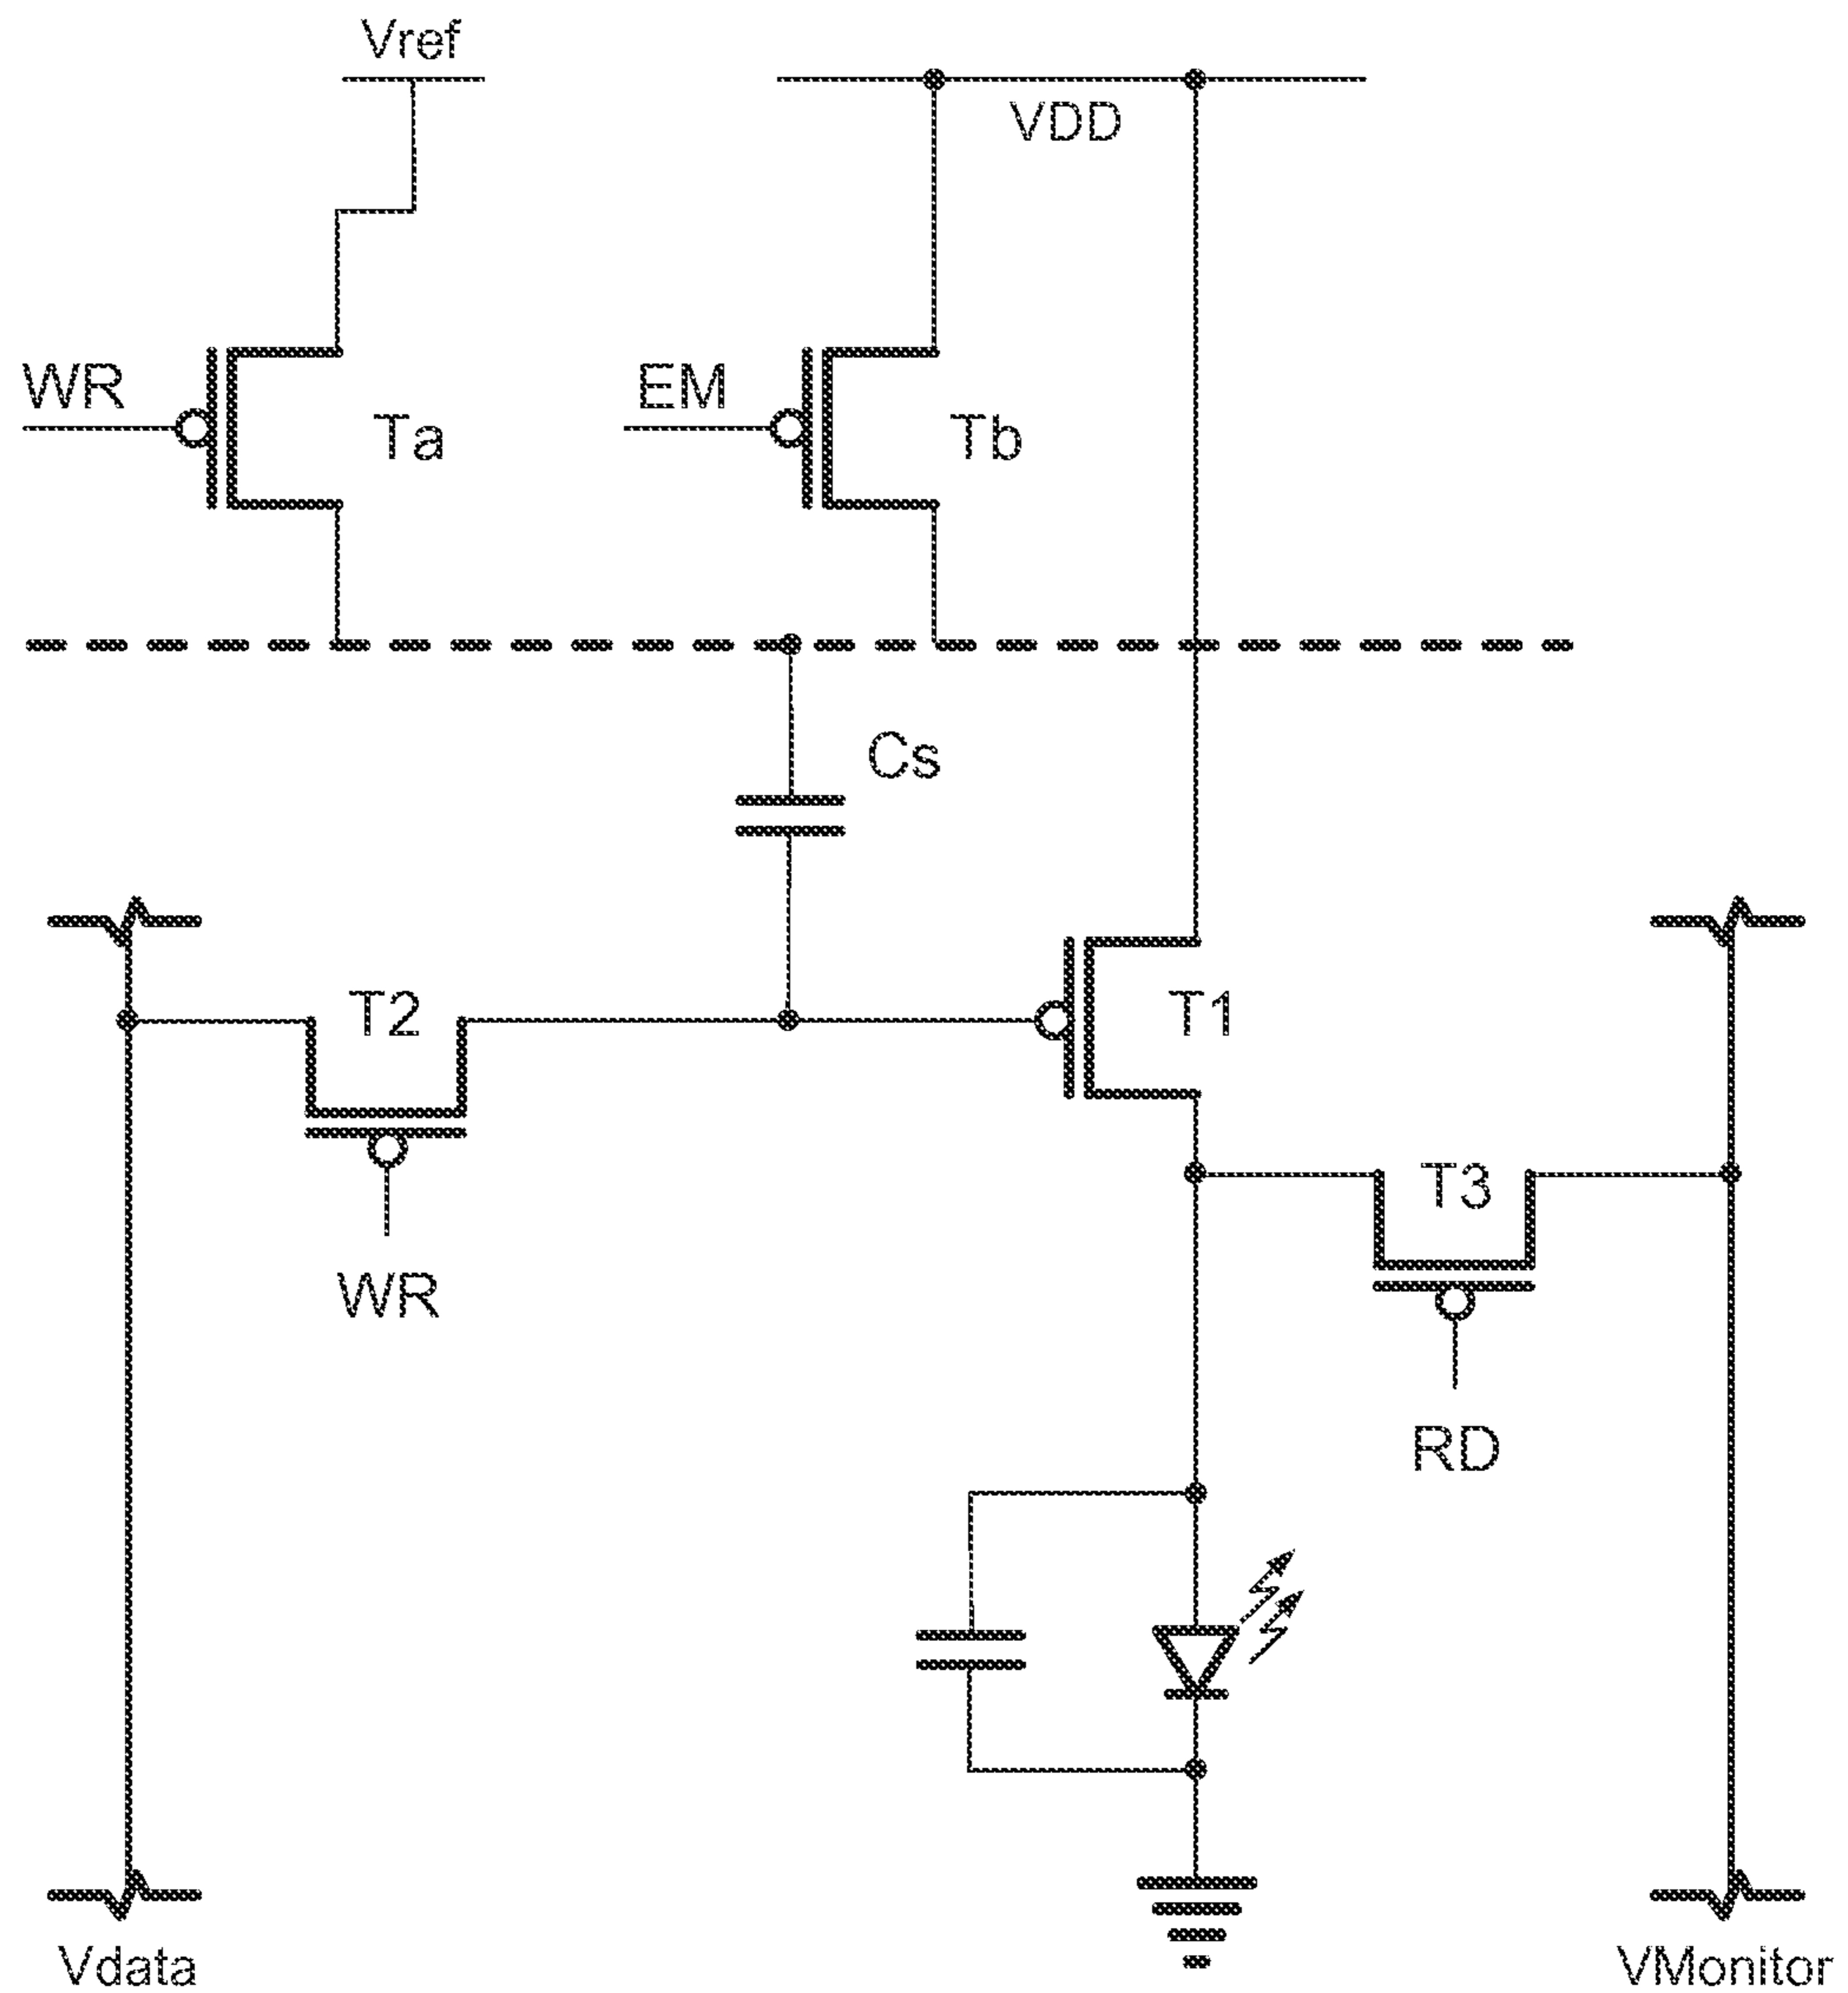 Vref
VDD
WR
Ta
EM
Tb
Cs
T2
T1
T3
WR
RD
Vdata
VMonitor